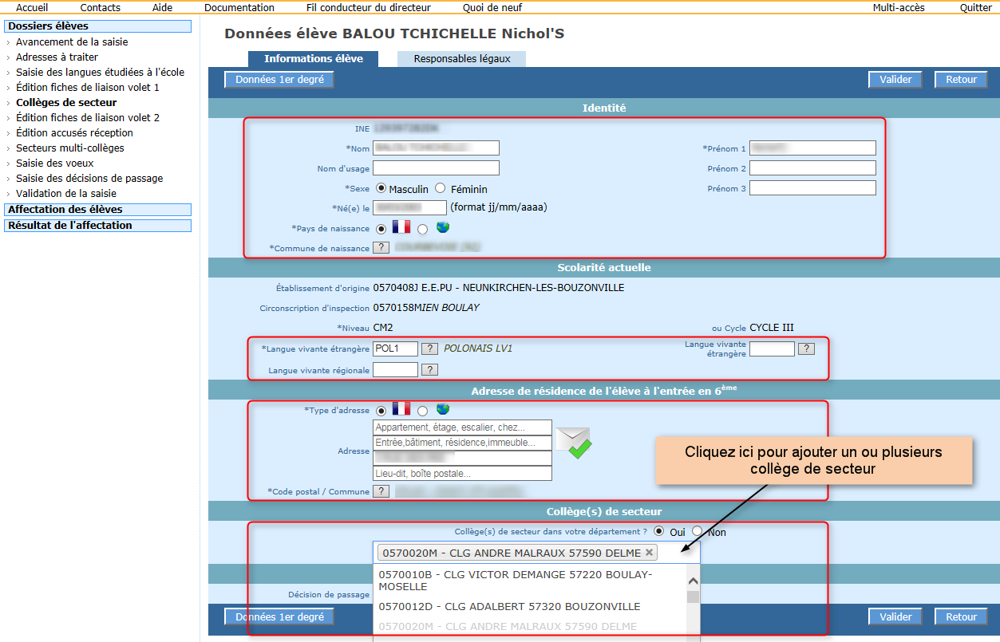 Accueil Contacts Aide Documentation Fil conducteur du directeur Quoi de neuf Multi-accès Quitter
Dossiers élèves
› Avancement de la saisie
› Adresses à traiter
› Saisie des langues étudiées à l'école
› Édition fiches de liaison volet 1
› Collèges de secteur
› Édition fiches de liaison volet 2
› Édition accusés réception
› Secteurs multi-collèges
› Saisie des voeux
› Saisie des décisions de passage
› Validation de la saisie
Affectation des élèves
Résultat de l'affectation
Données élève BALOU TCHICHELLE Nichol'S
Informations élève Responsables légaux
Données 1er degré Valider Retour
Identité
INE
*Nom *Prénom 1
Nom d'usage Prénom 2
*Sexe Masculin Féminin Prénom 3
*Né(e) le (format jj/mm/aaaa)
*Pays de naissance
*Commune de naissance ?
Scolarité actuelle
Établissement d'origine 0570408J E.E.PU - NEUNKIRCHEN-LES-BOUZONVILLE
Circonscription d'inspection 0570158MIEN BOULAY
*Niveau CM2 ou Cycle CYCLE III
*Langue vivante étrangère POL1 ? POLONAIS LV1 Langue vivante
étrangère ?
Langue vivante régionale ?
Adresse de résidence de l'élève à l'entrée en 6ème
*Type d'adresse
Appartement, étage, escalier, chez...
Entrée,bâtiment, résidence,immeuble...
Adresse
Lieu-dit, boîte postale...
*Code postal / Commune ?
Cliquez ici pour ajouter un ou plusieurs
collège de secteur
Collège(s) de secteur
Collège(s) de secteur dans votre département ? Oui Non
0570020M - CLG ANDRE MALRAUX 57590 DELME ×
0570010B - CLG VICTOR DEMANGE 57220 BOULAY-
MOSELLE
Décision de passage
0570012D - CLG ADALBERT 57320 BOUZONVILLE
Données 1er degré Valider Retour
0570020M - CLG ANDRE MALRAUX 57590 DELME